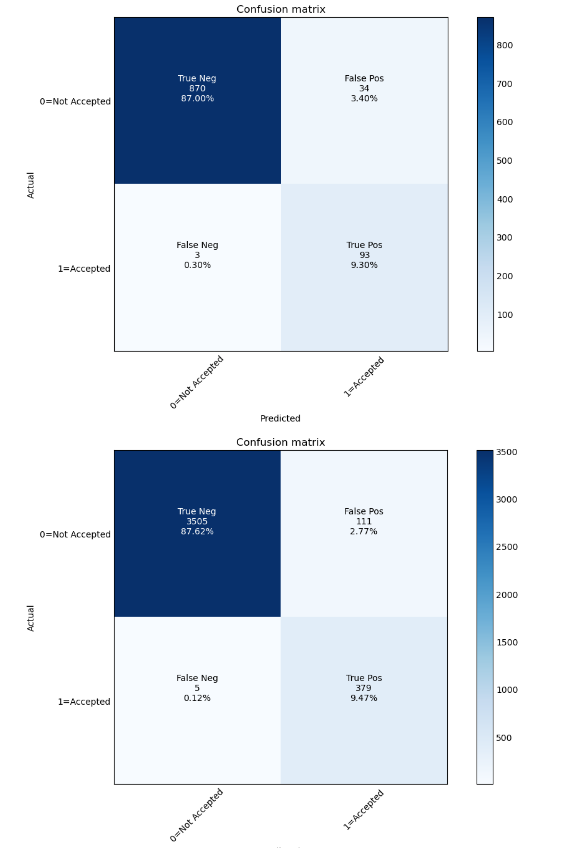 Confusion matrix
True Neg
870
87.00%
False Pos
34
3.40%
0=Not Accepted
Actual
False Neg
3
0.30%
True Pos
93
9.30%
1=Accepted
0=Not Accepted
1=Accepted
Predicted
800
700
600
500
400
300
200
100
Confusion matrix
True Neg
3505
87.62%
False Pos
111
2.77%
0=Not Accepted
Actual
False Neg
5
0.12%
True Pos
379
9.47%
1=Accepted
0=Not Accepted
1=Accepted
3500
3000
2500
2000
1500
1000
500